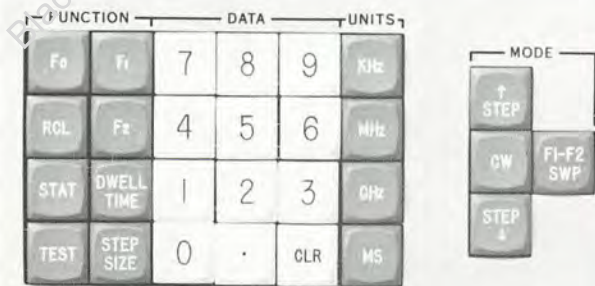 FUNCTION DATA UNITS
F0 F1 7 8 9 KHz
RCL F2 4 5 6 MHz
STAT DWELL TIME 1 2 3 GHz
TEST STEP SIZE 0 . CLR MS
MODE
↑ STEP
CW F1-F2 SWP
STEP ↓